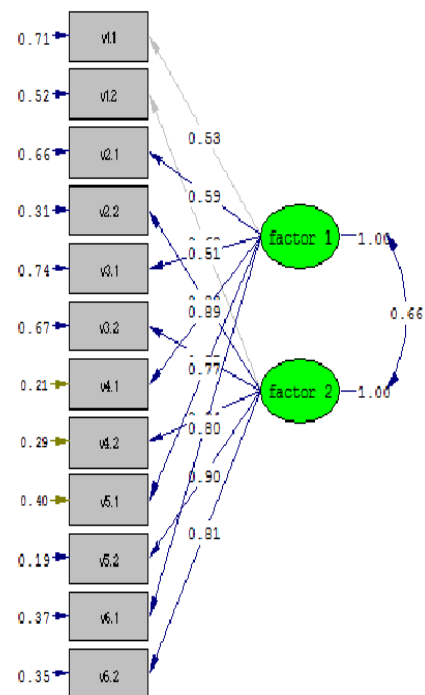 0.71 v1.1
0.52 v1.2
0.53
0.66 v2.1
0.59
0.31 v2.2
factor 1 1.00
0.51
0.74 v3.1
0.89
0.66
0.67 v3.2
0.77
0.21 v4.1
factor 2 1.00
0.80
0.29 v4.2
0.90
0.40 v5.1
0.81
0.19 v5.2
0.37 v6.1
0.35 v6.2